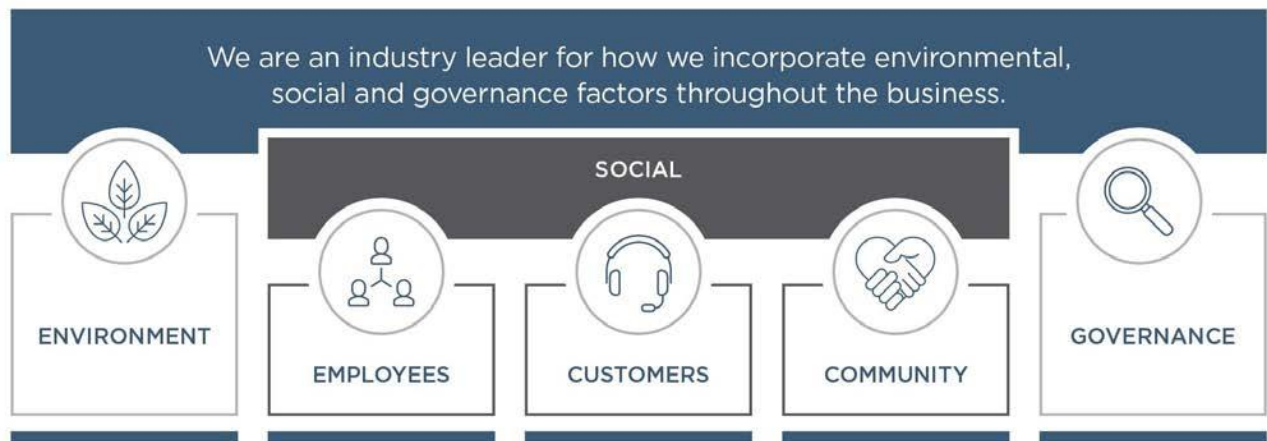 We are an industry leader for how we incorporate environmental,
social and governance factors throughout the business.
SOCIAL
ENVIRONMENT
EMPLOYEES
CUSTOMERS
COMMUNITY
GOVERNANCE